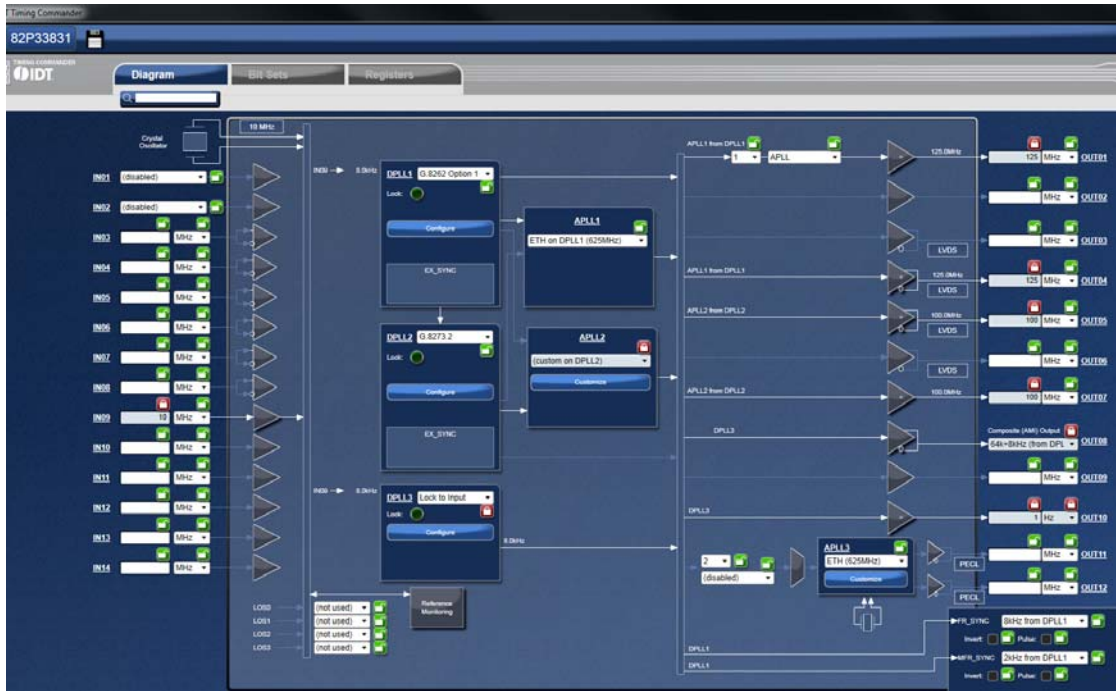 Timing Commander
82P33831
TIMING COMMANDER
IDT
Diagram
Bit Sets
Registers
Crystal
Oscillator
10 MHz
IN01 (disabled)
IN02 (disabled)
IN03 MHz
IN04 MHz
IN05 MHz
IN06 MHz
IN07 MHz
IN08 MHz
IN09 10 MHz
IN10 MHz
IN11 MHz
IN12 MHz
IN13 MHz
IN14 MHz
LOS0 (not used)
LOS1 (not used)
LOS2 (not used)
LOS3 (not used)
Reference
Monitoring
IN09 8.0kHz
DPLL1 G.8262 Option 1
Lock:
Configure
EX_SYNC
APLL1
ETH on DPLL1 (625MHz)
DPLL2 G.8273.2
Lock:
Configure
EX_SYNC
APLL2
(custom on DPLL2)
Customize
IN09 8.0kHz
DPLL3 Lock to Input
Lock:
Configure
8.0kHz
APLL1 from DPLL1
1 APLL
125.0MHz
125 MHz OUT01
MHz OUT02
MHz OUT03
LVDS
APLL1 from DPLL1
125.0MHz
125 MHz OUT04
LVDS
APLL2 from DPLL2
100.0MHz
100 MHz OUT05
LVDS
MHz OUT06
LVDS
APLL2 from DPLL2
100.0MHz
100 MHz OUT07
DPLL3
Composite (AMI) Output
64k+8kHz (from DPL OUT08
MHz OUT09
DPLL3
1 Hz OUT10
2
(disabled)
APLL3
ETH (625MHz)
Customize
MHz OUT11
PECL
MHz OUT12
PECL
DPLL1
FR_SYNC 8kHz from DPLL1
Invert: Pulse:
DPLL1
MFR_SYNC 2kHz from DPLL1
Invert: Pulse: